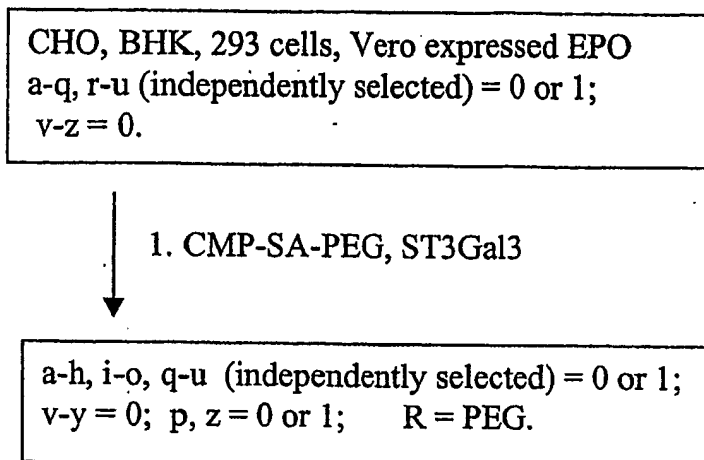 CHO, BHK, 293 cells, Vero expressed EPO
a-q, r-u (independently selected) = 0 or 1;
v-z = 0.
1. CMP-SA-PEG, ST3Gal3
a-h, i-o, q-u (independently selected) = 0 or 1;
v-y = 0; p, z = 0 or 1; R = PEG.